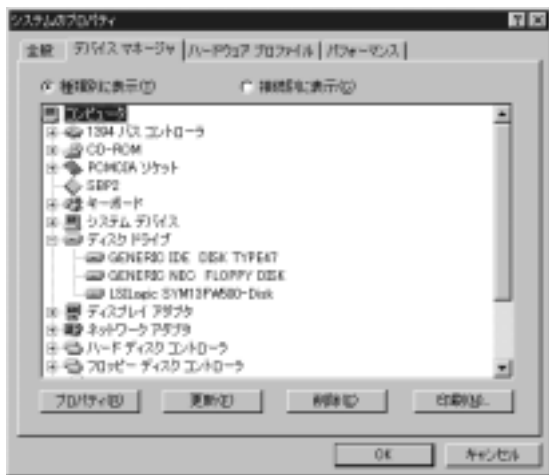 システムのプロパティ
全般 デバイス マネージャ ハードウェア プロファイル パフォーマンス
種類別に表示(T) 接続別に表示(C)
コンピュータ
1394 バス コントローラ
CD-ROM
PCMCIA ソケット
SBP2
キーボード
システム デバイス
ディスク ドライブ
GENERIC IDE DISK TYPE47
GENERIC NEC FLOPPY DISK
LSILogic SYM13FW500-Disk
ディスプレイ アダプタ
ネットワーク アダプタ
ハード ディスク コントローラ
フロッピー ディスク コントローラ
プロパティ(R) 更新(F) 削除(E) 印刷(N)...
OK キャンセル